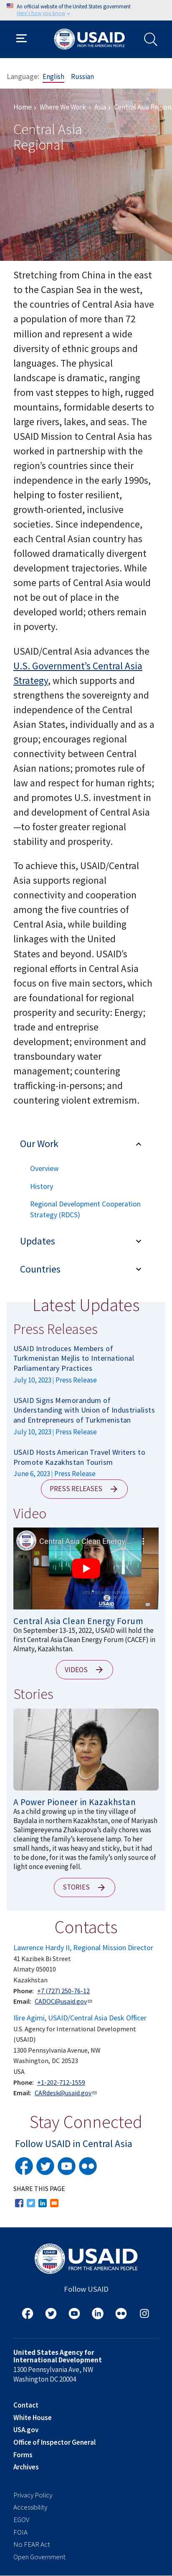 An official website of the United States government
Here's how you know
USAID
FROM THE AMERICAN PEOPLE
Language: English Russian
Home › Where We Work › Asia › Central Asia Region
Central Asia
Regional
Stretching from China in the east
to the Caspian Sea in the west,
the countries of Central Asia have
a population of more than 72
million and represent a wide
diversity of ethnic groups and
languages. The physical
landscape is dramatic, ranging
from vast steppes to high, rugged
mountains, formidable deserts to
large rivers, lakes, and seas. The
USAID Mission to Central Asia has
worked in partnership with the
region's countries since their
independence in the early 1990s,
helping to foster resilient,
growth-oriented, inclusive
societies. Since independence,
each Central Asian country has
followed dramatically divergent
development trajectories. While
some parts of Central Asia would
not be out of place in the
developed world; others remain
in poverty.
USAID/Central Asia advances the
U.S. Government's Central Asia
Strategy, which supports and
strengthens the sovereignty and
independence of the Central
Asian States, individually and as a
group; encourages regional
connectivity between Central
Asian nations; promotes rule of
law and respect for human rights;
and promotes U.S. investment in
and development of Central Asia
—to foster greater regional
stability and prosperity.
To achieve this, USAID/Central
Asia supports regional
connectivity and cooperation
among the five countries of
Central Asia, while building
linkages with the United
States and beyond. USAID's
regional efforts in Central Asia
focus on five main sectors, which
are foundational for regional
prosperity and security: Energy;
trade and enterprise
development; environment and
transboundary water
management; countering
trafficking-in-persons; and
countering violent extremism.
Our Work
Overview
History
Regional Development Cooperation
Strategy (RDCS)
Updates
Countries
Latest Updates
Press Releases
USAID Introduces Members of
Turkmenistan Mejlis to International
Parliamentary Practices
July 10, 2023 | Press Release
USAID Signs Memorandum of
Understanding with Union of Industrialists
and Entrepreneurs of Turkmenistan
July 10, 2023 | Press Release
USAID Hosts American Travel Writers to
Promote Kazakhstan Tourism
June 6, 2023 | Press Release
PRESS RELEASES
Video
Central Asia Clean Energy...
USAID
Central Asia Clean Energy Forum
On September 13-15, 2022, USAID will hold the
first Central Asia Clean Energy Forum (CACEF) in
Almaty, Kazakhstan.
VIDEOS
Stories
A Power Pioneer in Kazakhstan
As a child growing up in the tiny village of
Baydala in northern Kazakhstan, one of Maryash
Salimgereyevyna Zhakupova's daily chores was
cleaning the family's kerosene lamp. To her
small hands, it was heavy and sticky, but it had
to be done, for it was the family's only source of
light once evening fell.
STORIES
Contacts
Lawrence Hardy II, Regional Mission Director
41 Kazibek Bi Street
Almaty 050010
Kazakhstan
Phone: +7 (727) 250-76-12
Email: CADOC@usaid.gov
Ilire Agimi, USAID/Central Asia Desk Officer
U.S. Agency for International Development
(USAID)
1300 Pennsylvania Avenue, NW
Washington, DC 20523
USA
Phone: +1-202-712-1559
Email: CARdesk@usaid.gov
Stay Connected
Follow USAID in Central Asia
SHARE THIS PAGE
USAID
FROM THE AMERICAN PEOPLE
Follow USAID
United States Agency for
International Development
1300 Pennsylvania Ave, NW
Washington DC 20004
Contact
White House
USA.gov
Office of Inspector General
Forms
Archives
Privacy Policy
Accessibility
EGOV
FOIA
No FEAR Act
Open Government